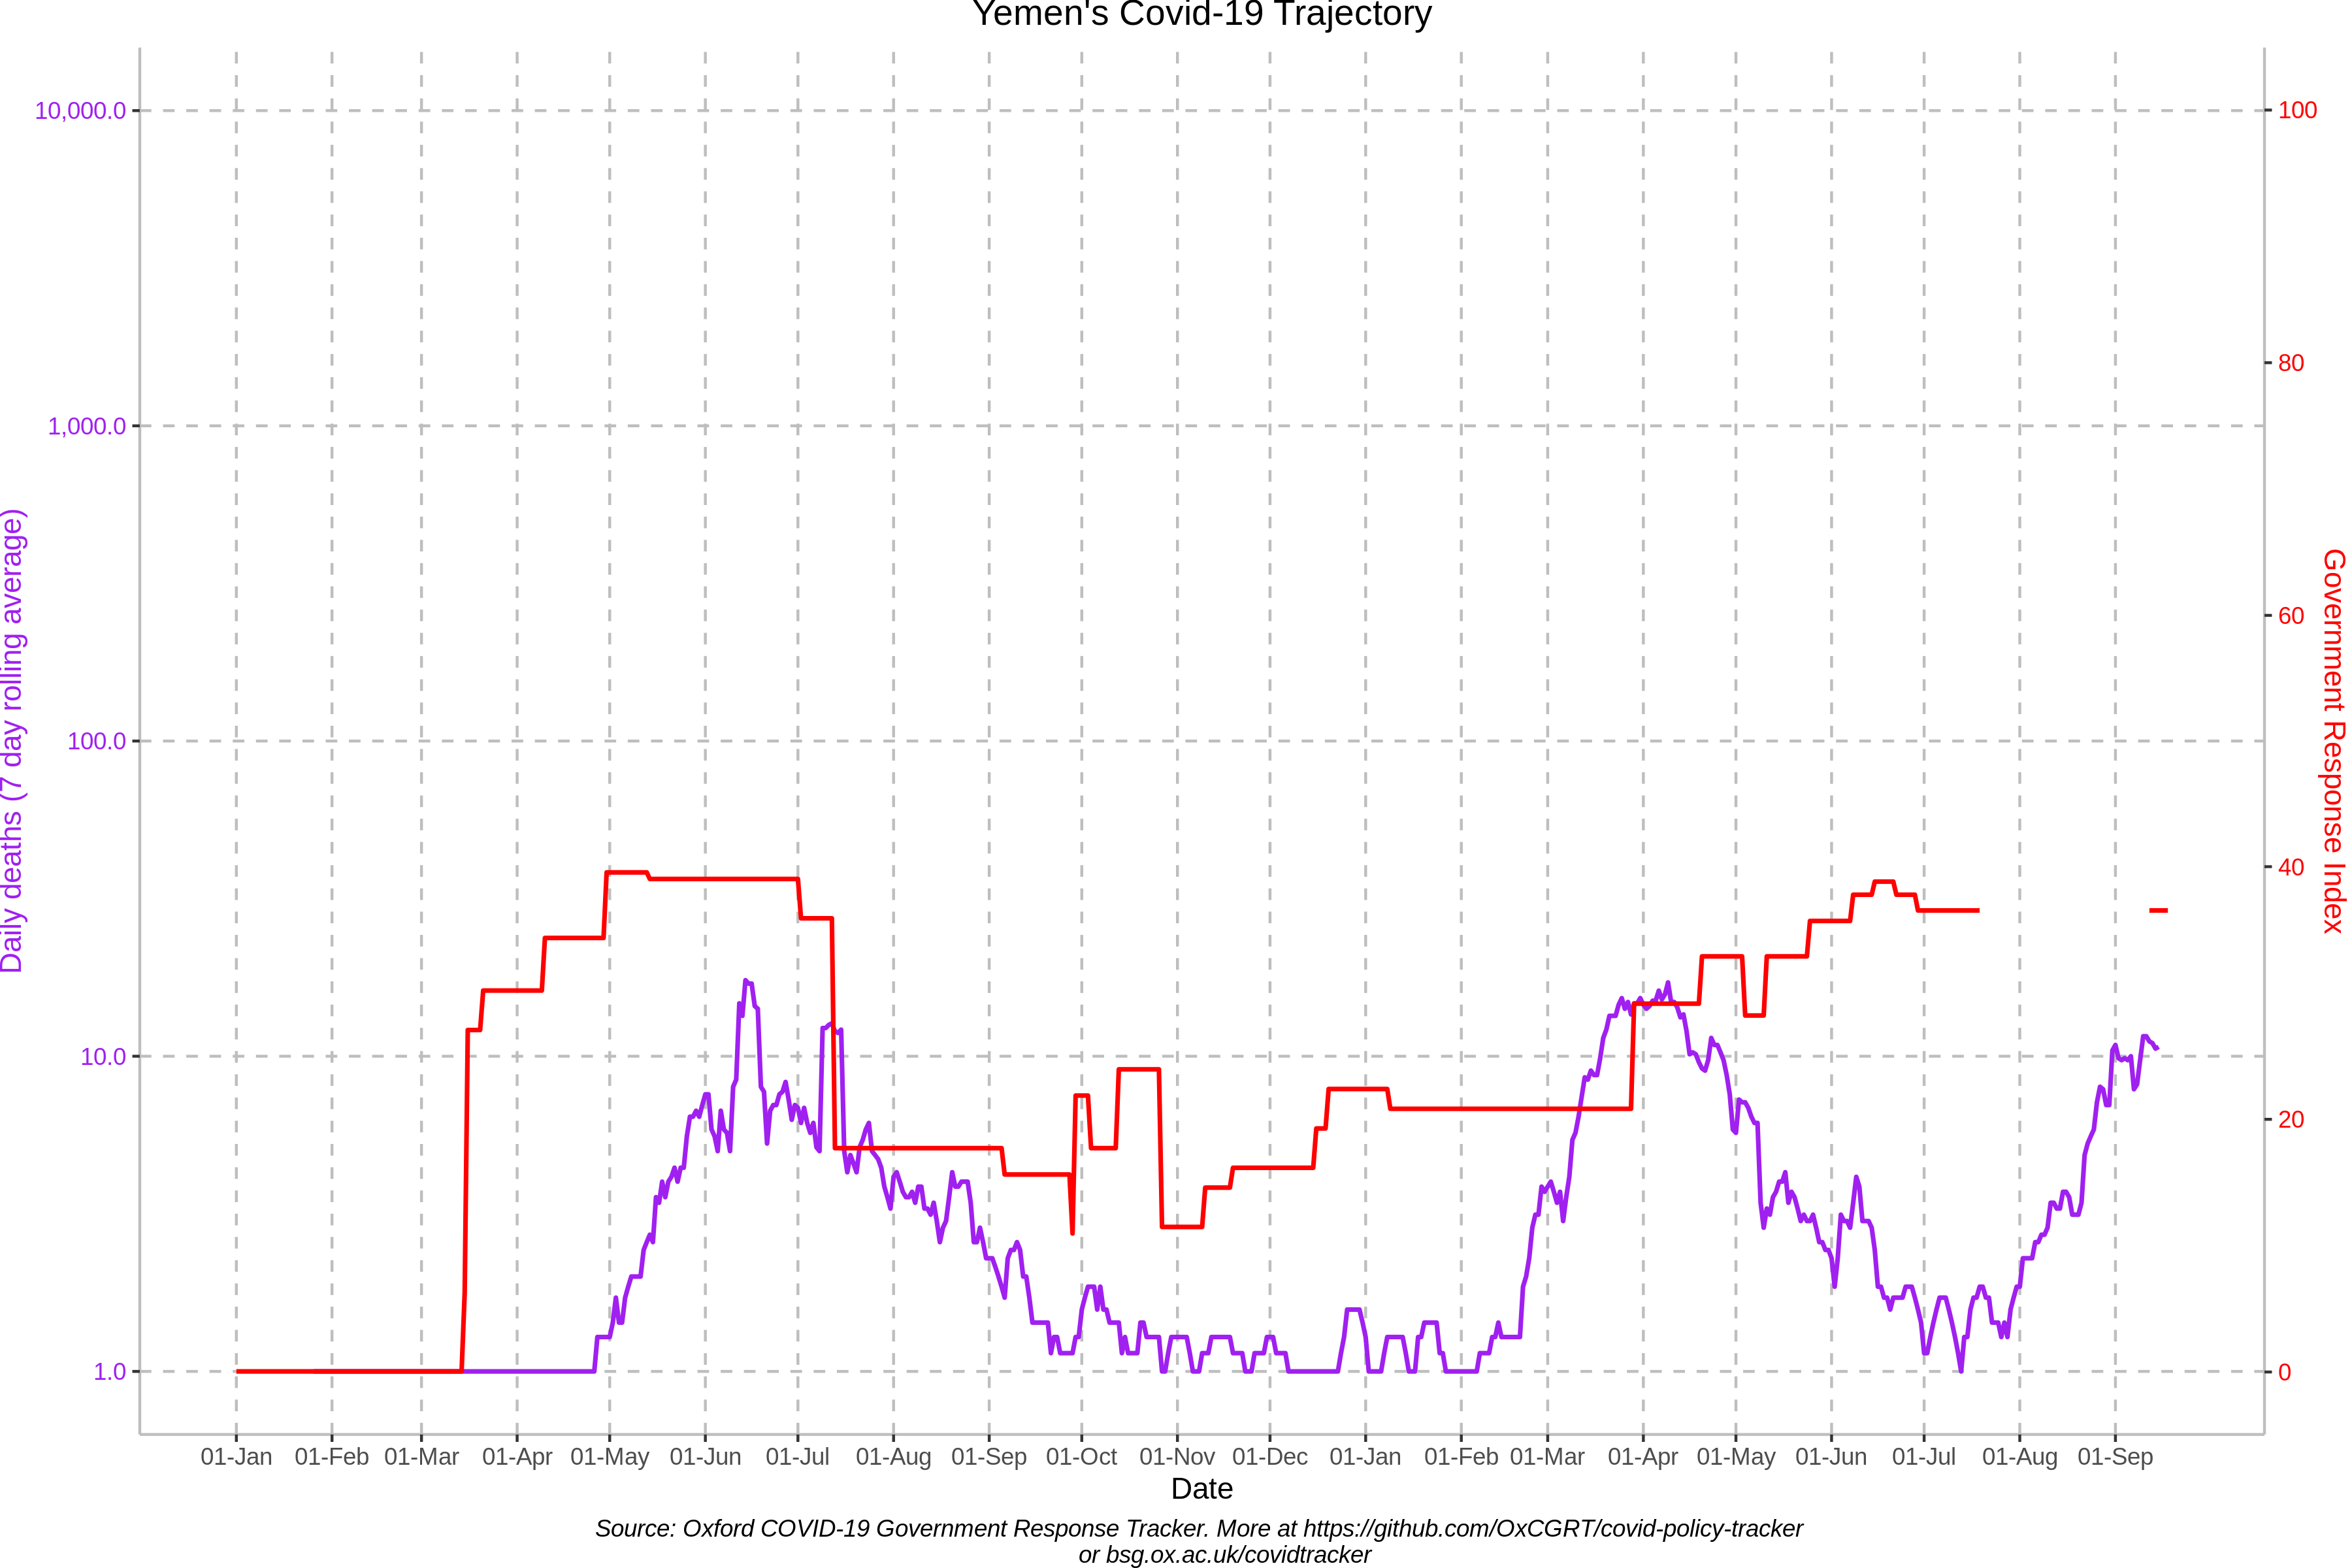 Yemen's Covid-19 Trajectory
10,000.0
1,000.0
100.0
10.0
1.0
Daily deaths (7 day rolling average)
100
80
60
40
20
0
Government Response Index
01-Jan 01-Feb 01-Mar 01-Apr 01-May 01-Jun 01-Jul 01-Aug 01-Sep 01-Oct 01-Nov 01-Dec 01-Jan 01-Feb 01-Mar 01-Apr 01-May 01-Jun 01-Jul 01-Aug 01-Sep
Date
Source: Oxford COVID-19 Government Response Tracker. More at https://github.com/OxCGRT/covid-policy-tracker
or bsg.ox.ac.uk/covidtracker